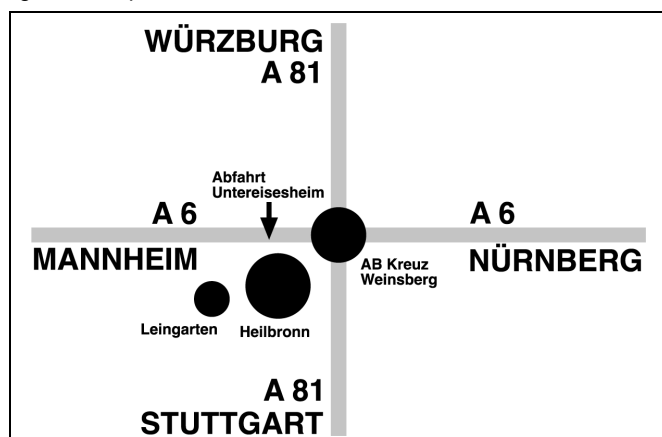 WÜRZBURG
A 81
Abfahrt
Untereisesheim
A 6
A 6
MANNHEIM
AB Kreuz
Weinsberg
NÜRNBERG
Leingarten
Heilbronn
A 81
STUTTGART